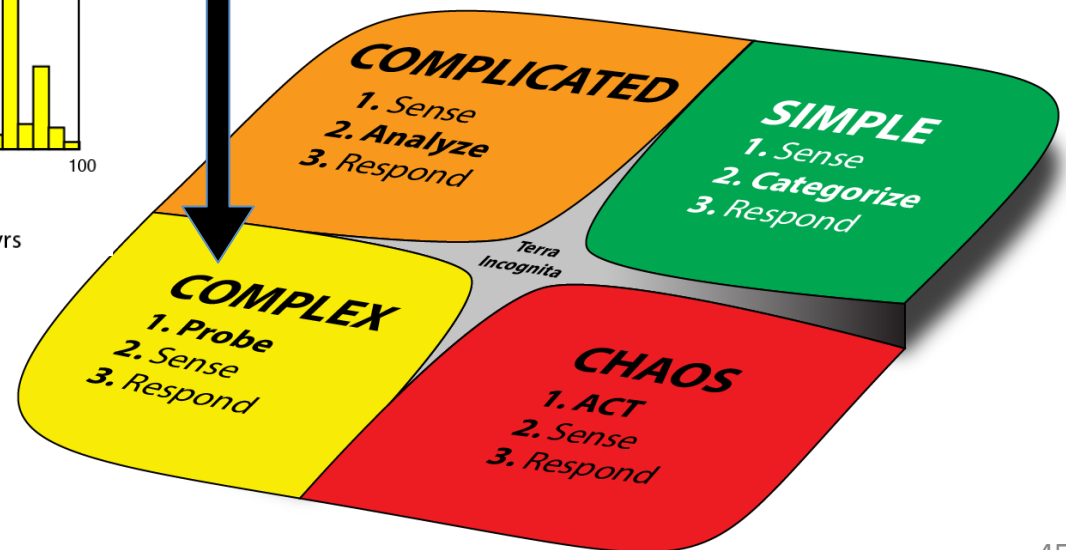 100
yrs
COMPLICATED
1. Sense
2. Analyze
3. Respond
SIMPLE
1. Sense
2. Categorize
3. Respond
Terra
Incognita
COMPLEX
1. Probe
2. Sense
3. Respond
CHAOS
1. ACT
2. Sense
3. Respond